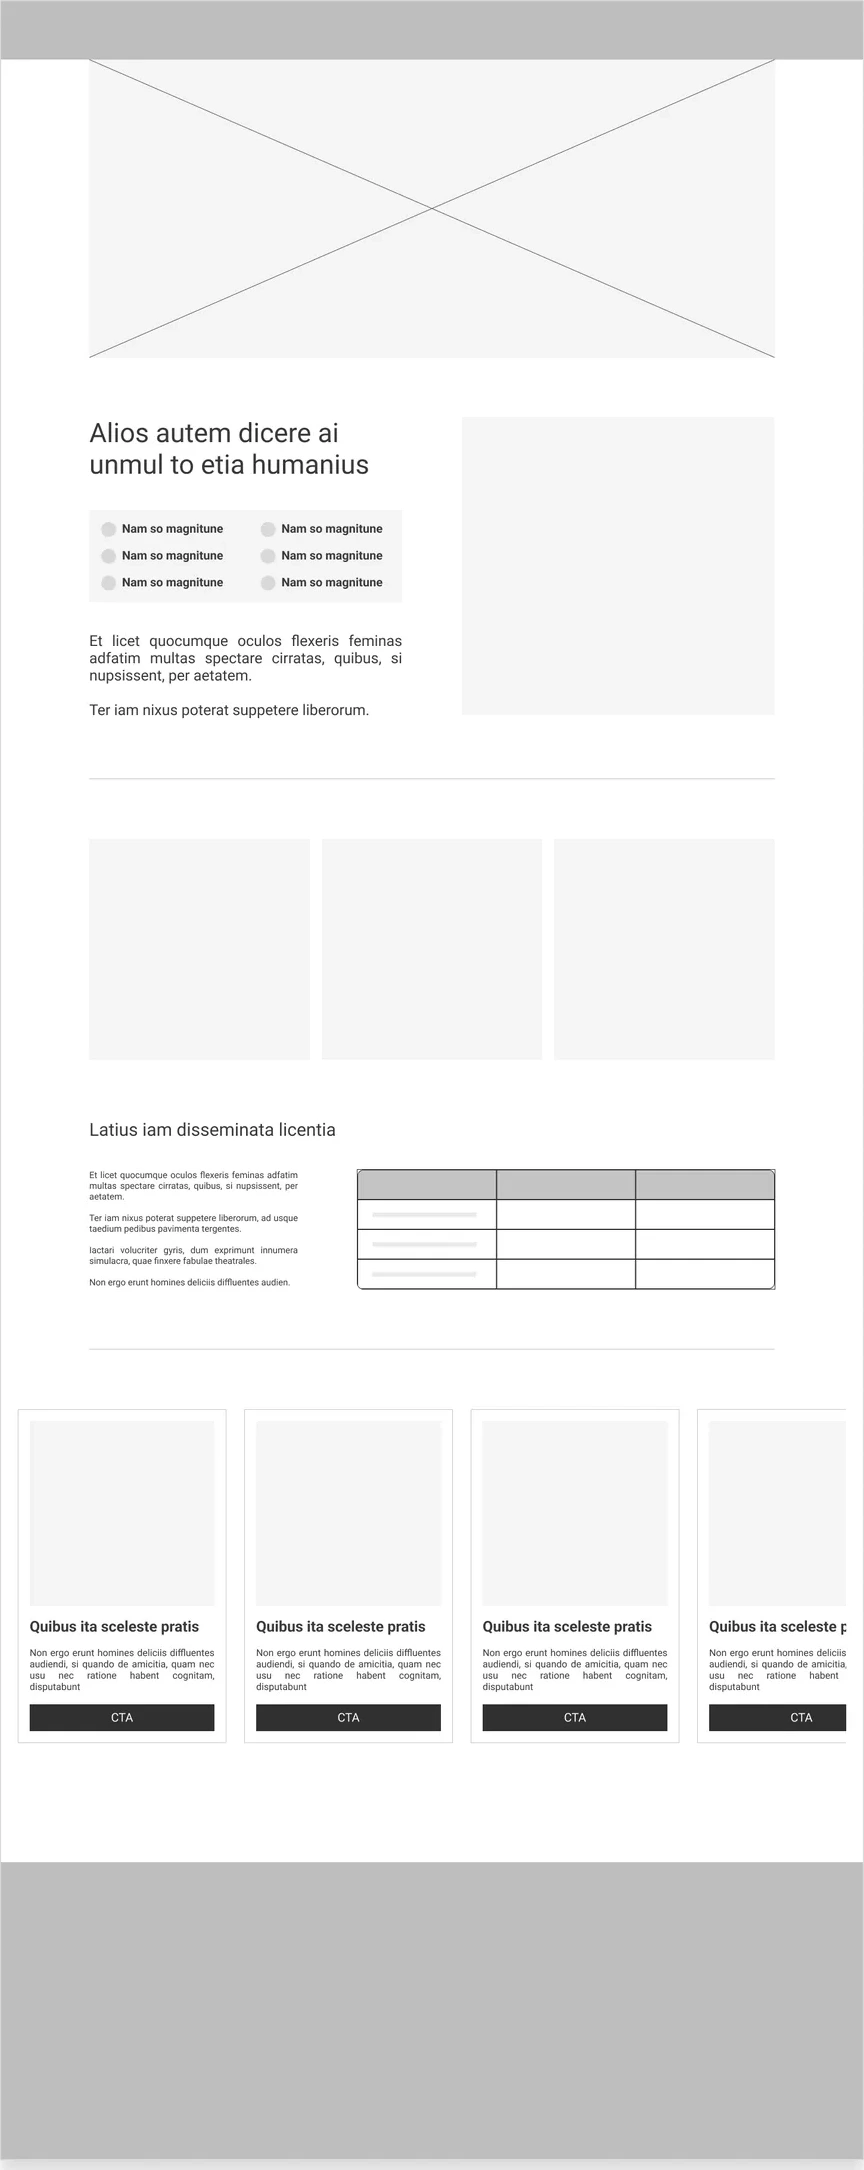 Alios autem dicere ai
unmul to etia humanius
Nam so magnitune
Nam so magnitune
Nam so magnitune
Nam so magnitune
Nam so magnitune
Nam so magnitune
Et licet quocumque oculos flexeris feminas
adfatim multas spectare cirratas, quibus, si
nupsissent, per aetatem.
Ter iam nixus poterat suppetere liberorum.
Latius iam disseminata licentia
Et licet quocumque oculos flexeris feminas adfatim
multas spectare cirratas, quibus, si nupsissent, per
aetatem.
Ter iam nixus poterat suppetere liberorum, ad usque
taedium pedibus pavimenta tergentes.
Iactari volucriter gyris, dum exprimunt innumera
simulacra, quae finxere fabulae theatrales.
Non ergo erunt homines deliciis diffluentes audien.
Quibus ita sceleste pratis
Non ergo erunt homines deliciis diffluentes
audiendi, si quando de amicitia, quam nec
usu nec ratione habent cognitam,
disputabunt
CTA
Quibus ita sceleste pratis
Non ergo erunt homines deliciis diffluentes
audiendi, si quando de amicitia, quam nec
usu nec ratione habent cognitam,
disputabunt
CTA
Quibus ita sceleste pratis
Non ergo erunt homines deliciis diffluentes
audiendi, si quando de amicitia, quam nec
usu nec ratione habent cognitam,
disputabunt
CTA
Quibus ita sceleste p
Non ergo erunt homines deliciis
audiendi, si quando de amicitia,
usu nec ratione habent
disputabunt
CTA